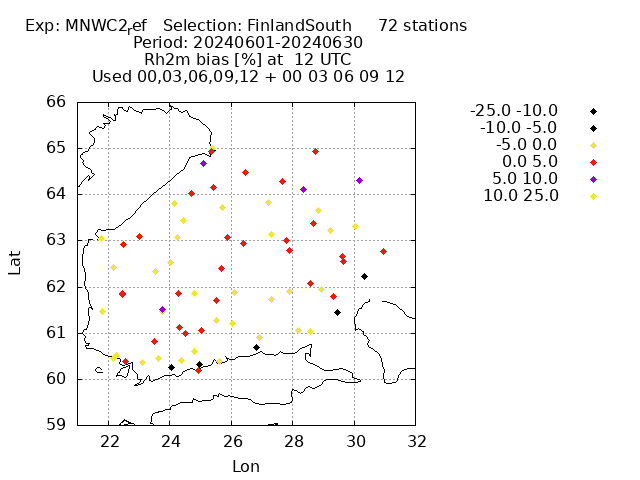 Exp: MNWC2ref Selection: FinlandSouth 72 stations
Period: 20240601-20240630
Rh2m bias [%] at 12 UTC
Used 00,03,06,09,12 + 00 03 06 09 12
-25.0 -10.0
-10.0 -5.0
-5.0 0.0
0.0 5.0
5.0 10.0
10.0 25.0
66
65
64
63
62
61
60
59
Lat
22 24 26 28 30 32
Lon